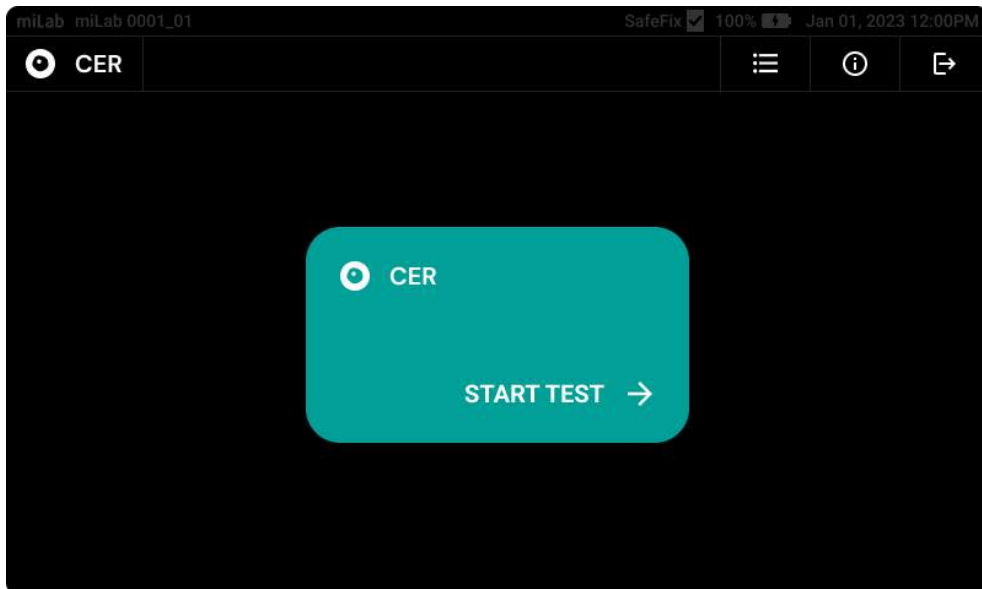 miLab miLab 0001_01 SafeFix 100% Jan 01, 2023 12:00PM
CER
CER
START TEST